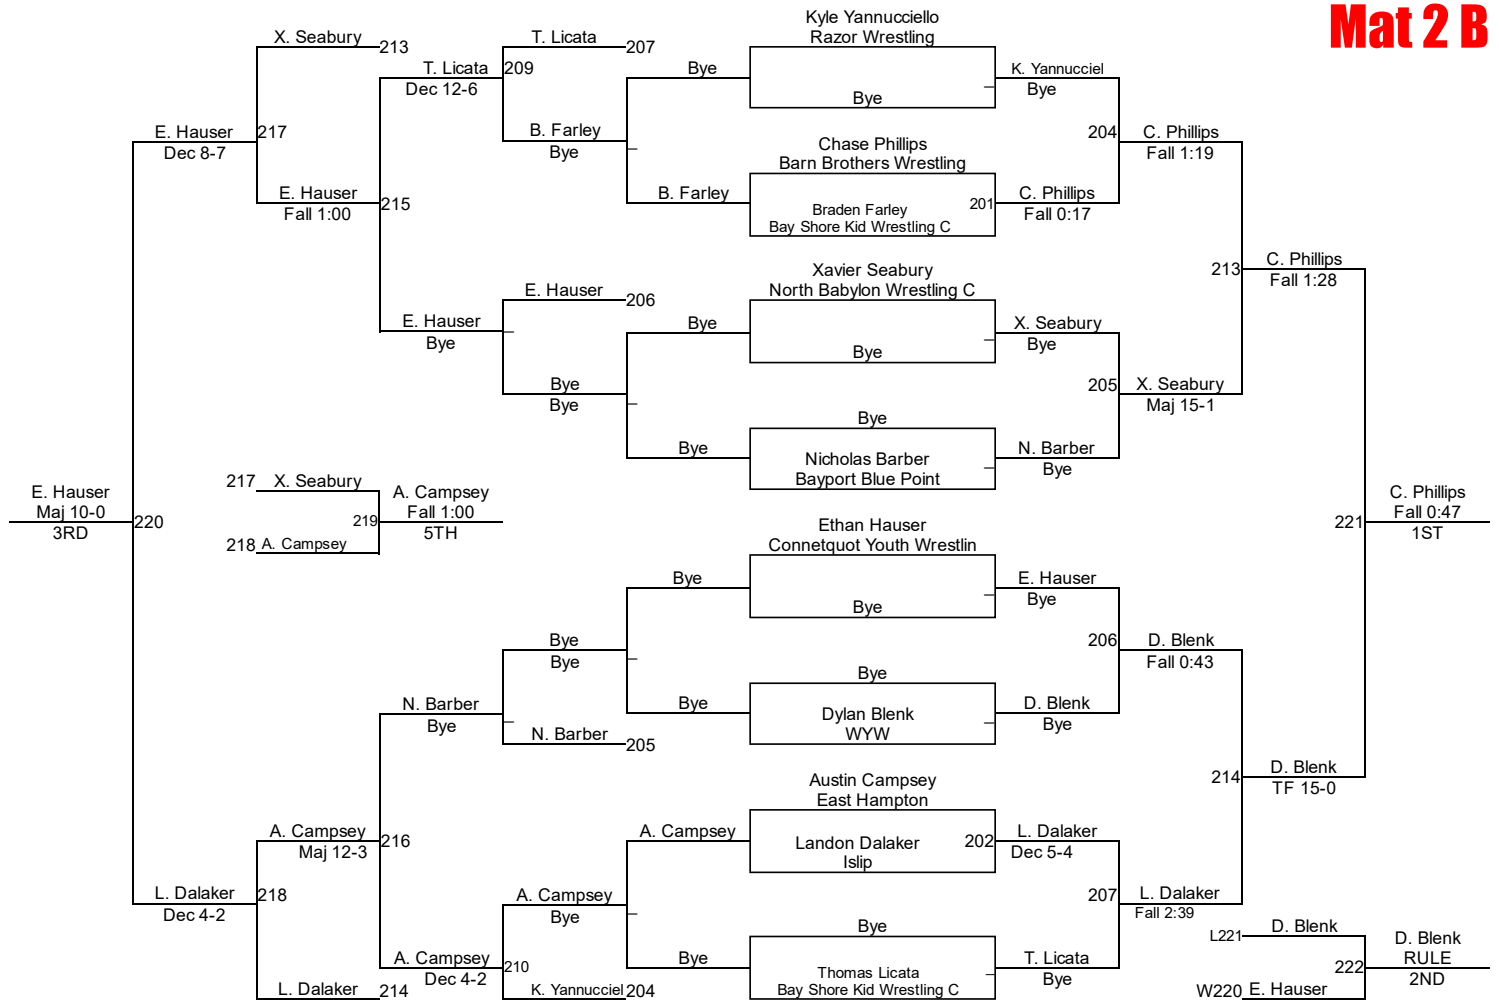 Mat 2 B
Kyle Yannucciello
Razor Wrestling
X. Seabury
213
T. Licata
207
T. Licata
209
Dec 12-6
Bye
Bye
K. Yannucciel
Bye
E. Hauser
217
Dec 8-7
B. Farley
Bye
204
C. Phillips
Fall 1:19
Chase Phillips
Barn Brothers Wrestling
E. Hauser
215
Fall 1:00
B. Farley
Braden Farley
201
Bay Shore Kid Wrestling C
C. Phillips
Fall 0:17
Xavier Seabury
North Babylon Wrestling C
213
C. Phillips
Fall 1:28
E. Hauser
206
E. Hauser
Bye
Bye
Bye
X. Seabury
Bye
Bye
Bye
205
X. Seabury
Maj 15-1
Bye
Bye
Nicholas Barber
Bayport Blue Point
N. Barber
Bye
217
X. Seabury
E. Hauser
Maj 10-0
3RD
220
219
A. Campsey
Fall 1:00
5TH
218
A. Campsey
221
C. Phillips
Fall 0:47
1ST
Ethan Hauser
Connetquot Youth Wrestlin
Bye
Bye
E. Hauser
Bye
Bye
Bye
206
D. Blenk
Fall 0:43
N. Barber
Bye
Bye
Bye
Dylan Blenk
WYW
D. Blenk
Bye
N. Barber
205
214
D. Blenk
TF 15-0
Austin Campsey
East Hampton
A. Campsey
216
Maj 12-3
A. Campsey
Landon Dalaker
202
Islip
L. Dalaker
Dec 5-4
L. Dalaker
218
Dec 4-2
A. Campsey
Bye
207
L. Dalaker
Fall 2:39
Bye
A. Campsey
210
Dec 4-2
Bye
Thomas Licata
Bay Shore Kid Wrestling C
T. Licata
Bye
L. Dalaker
214
K. Yannucciel
204
L221
D. Blenk
222
D. Blenk
RULE
2ND
W220
E. Hauser